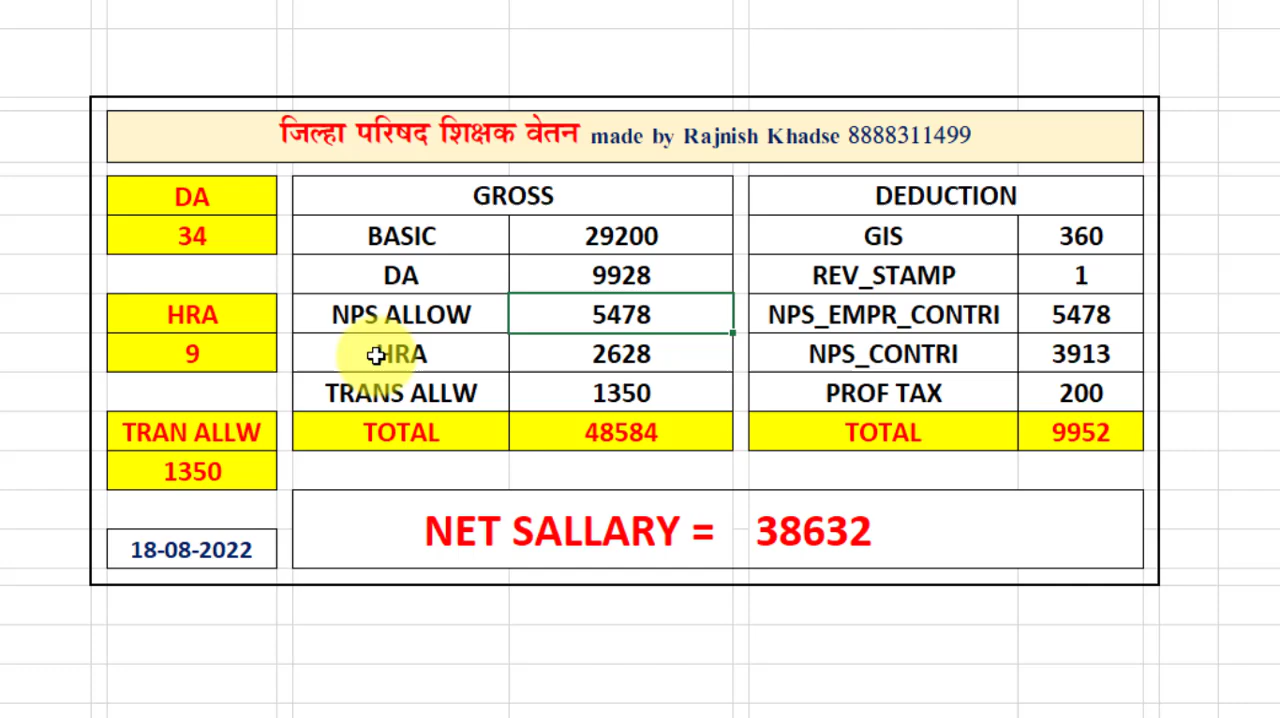 जिल्हा परिषद शिक्षक वेतन made by Rajnish Khadse 8888311499
DA GROSS DEDUCTION
34 BASIC 29200 GIS 360
DA 9928 REV_STAMP 1
HRA NPS ALLOW 5478 NPS_EMPR_CONTRI 5478
9 HRA 2628 NPS_CONTRI 3913
TRANS ALLW 1350 PROF TAX 200
TRAN ALLW TOTAL 48584 TOTAL 9952
1350
NET SALLARY = 38632
18-08-2022